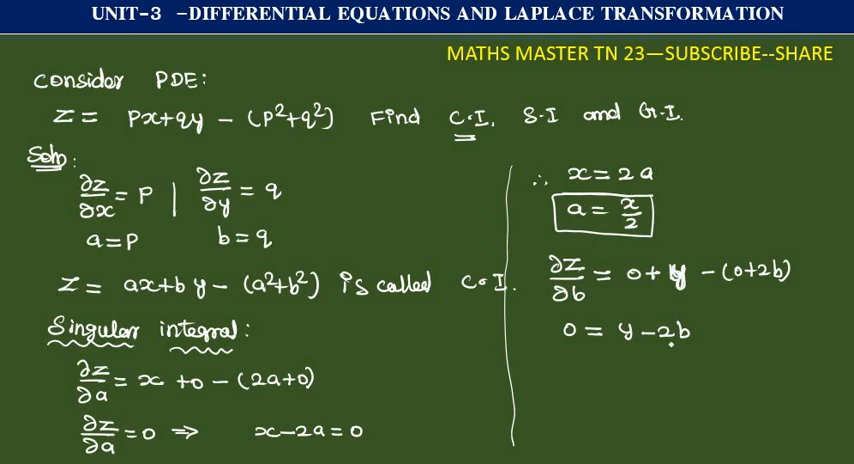 UNIT-3 -DIFFERENTIAL EQUATIONS AND LAPLACE TRANSFORMATION
MATHS MASTER TN 23—SUBSCRIBE--SHARE
Consider PDE:
z = px+qy - (p²+q²) Find C.I, S.I and G.I.
Soln:
∂z/∂x = p | ∂z/∂y = q
a=p b=q
z = ax+by - (a²+b²) is called C.I.
Singular integral:
∂z/∂a = x +0 - (2a+0)
∂z/∂a = 0 ⇒ x-2a=0
∴ x = 2a
a = x/2
∂z/∂b = 0+y - (0+2b)
0 = y - 2b